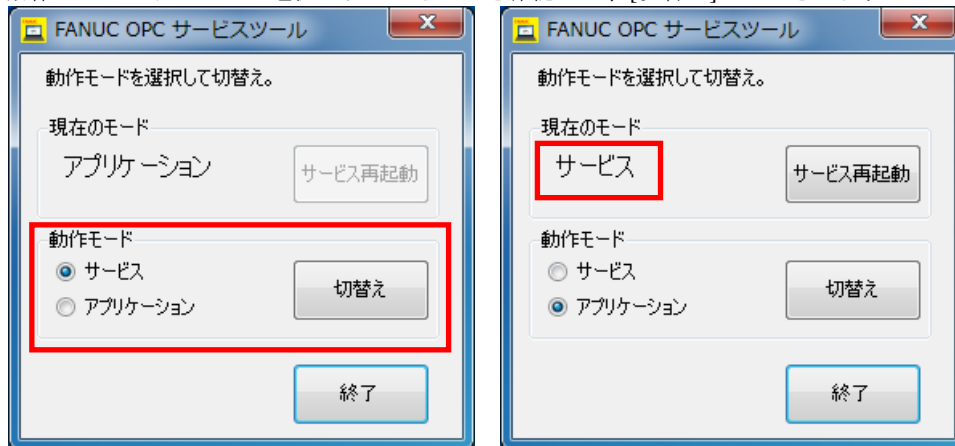 FANUC OPC サービスツール
動作モードを選択して切替え。
現在のモード
アプリケーション
サービス再起動
動作モード
サービス
アプリケーション
切替え
終了
FANUC OPC サービスツール
動作モードを選択して切替え。
現在のモード
サービス
サービス再起動
動作モード
サービス
アプリケーション
切替え
終了